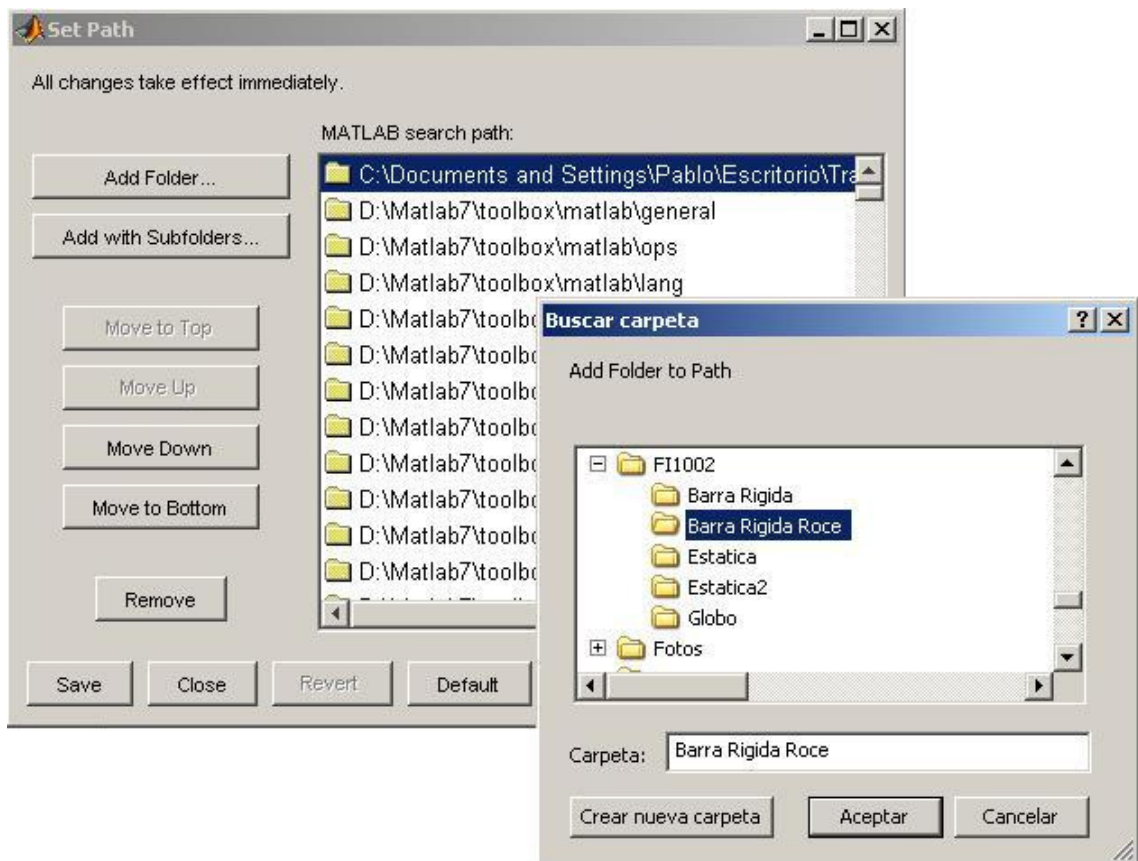 Set Path
All changes take effect immediately.
MATLAB search path:
Add Folder...
Add with Subfolders...
Move to Top
Move Up
Move Down
Move to Bottom
Remove
C:\Documents and Settings\Pablo\Escritorio\Tra
D:\Matlab7\toolbox\matlab\general
D:\Matlab7\toolbox\matlab\ops
D:\Matlab7\toolbox\matlab\lang
D:\Matlab7\toolbo
D:\Matlab7\toolbo
D:\Matlab7\toolbo
D:\Matlab7\toolbo
D:\Matlab7\toolbo
D:\Matlab7\toolbo
D:\Matlab7\toolbo
D:\Matlab7\toolbo
Save Close Revert Default
Buscar carpeta
Add Folder to Path
FI1002
Barra Rigida
Barra Rigida Roce
Estatica
Estatica2
Globo
Fotos
Carpeta: Barra Rigida Roce
Crear nueva carpeta Aceptar Cancelar